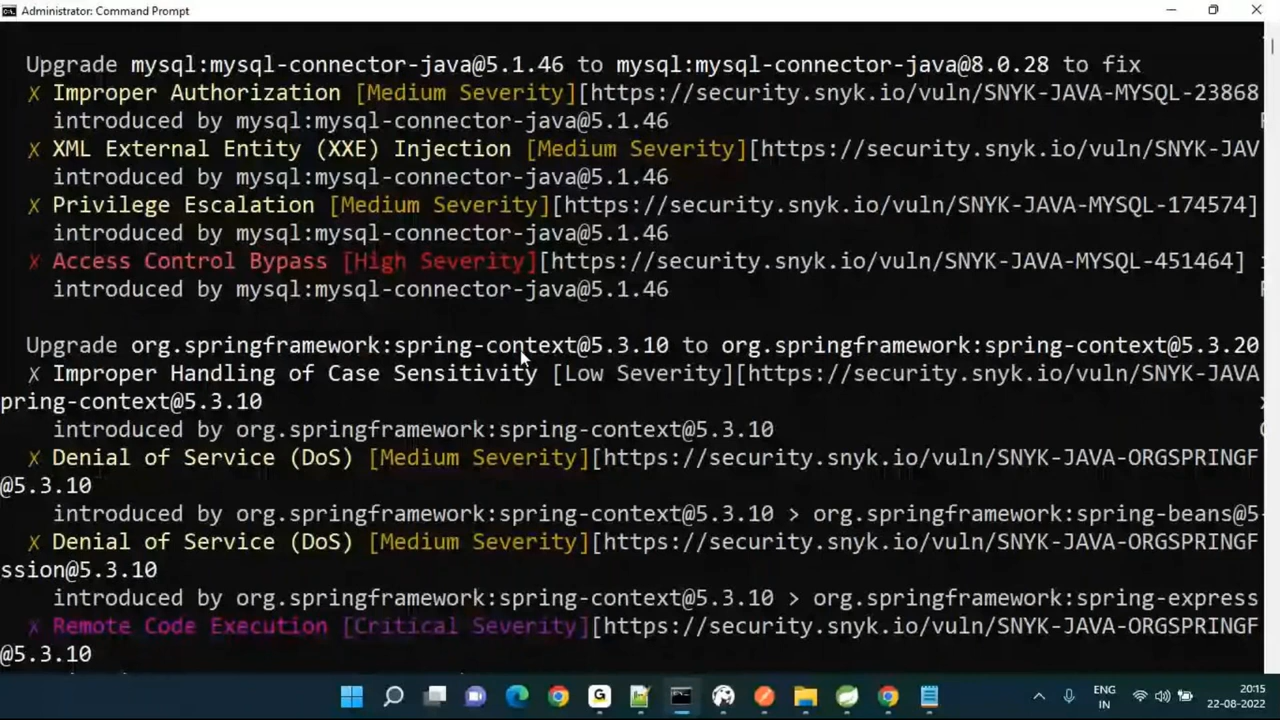 Administrator: Command Prompt
Upgrade mysql:mysql-connector-java@5.1.46 to mysql:mysql-connector-java@8.0.28 to fix
X Improper Authorization [Medium Severity][https://security.snyk.io/vuln/SNYK-JAVA-MYSQL-23868
introduced by mysql:mysql-connector-java@5.1.46
X XML External Entity (XXE) Injection [Medium Severity][https://security.snyk.io/vuln/SNYK-JAV
introduced by mysql:mysql-connector-java@5.1.46
X Privilege Escalation [Medium Severity][https://security.snyk.io/vuln/SNYK-JAVA-MYSQL-174574]
introduced by mysql:mysql-connector-java@5.1.46
X Access Control Bypass [High Severity][https://security.snyk.io/vuln/SNYK-JAVA-MYSQL-451464]
introduced by mysql:mysql-connector-java@5.1.46
Upgrade org.springframework:spring-context@5.3.10 to org.springframework:spring-context@5.3.20
X Improper Handling of Case Sensitivity [Low Severity][https://security.snyk.io/vuln/SNYK-JAVA
pring-context@5.3.10
introduced by org.springframework:spring-context@5.3.10
X Denial of Service (DoS) [Medium Severity][https://security.snyk.io/vuln/SNYK-JAVA-ORGSPRINGF
@5.3.10
introduced by org.springframework:spring-context@5.3.10 > org.springframework:spring-beans@5
X Denial of Service (DoS) [Medium Severity][https://security.snyk.io/vuln/SNYK-JAVA-ORGSPRINGF
ssion@5.3.10
introduced by org.springframework:spring-context@5.3.10 > org.springframework:spring-express
X Remote Code Execution [Critical Severity][https://security.snyk.io/vuln/SNYK-JAVA-ORGSPRINGF
@5.3.10
ENG
IN
20:15
22-08-2022